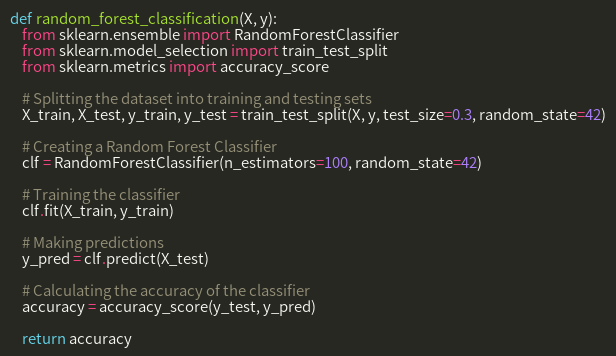 def random_forest_classification(X, y):
    from sklearn.ensemble import RandomForestClassifier
    from sklearn.model_selection import train_test_split
    from sklearn.metrics import accuracy_score

    # Splitting the dataset into training and testing sets
    X_train, X_test, y_train, y_test = train_test_split(X, y, test_size=0.3, random_state=42)

    # Creating a Random Forest Classifier
    clf = RandomForestClassifier(n_estimators=100, random_state=42)

    # Training the classifier
    clf.fit(X_train, y_train)

    # Making predictions
    y_pred = clf.predict(X_test)

    # Calculating the accuracy of the classifier
    accuracy = accuracy_score(y_test, y_pred)

    return accuracy